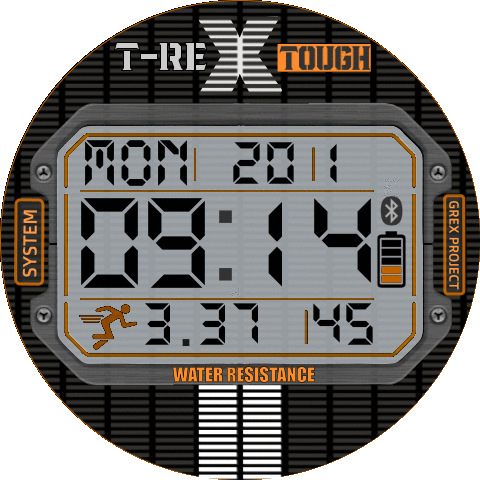 T-REX TOUGH
MON 20 1
09:14
3.37 45
SYSTEM
GREX PROJECT
WATER RESISTANCE